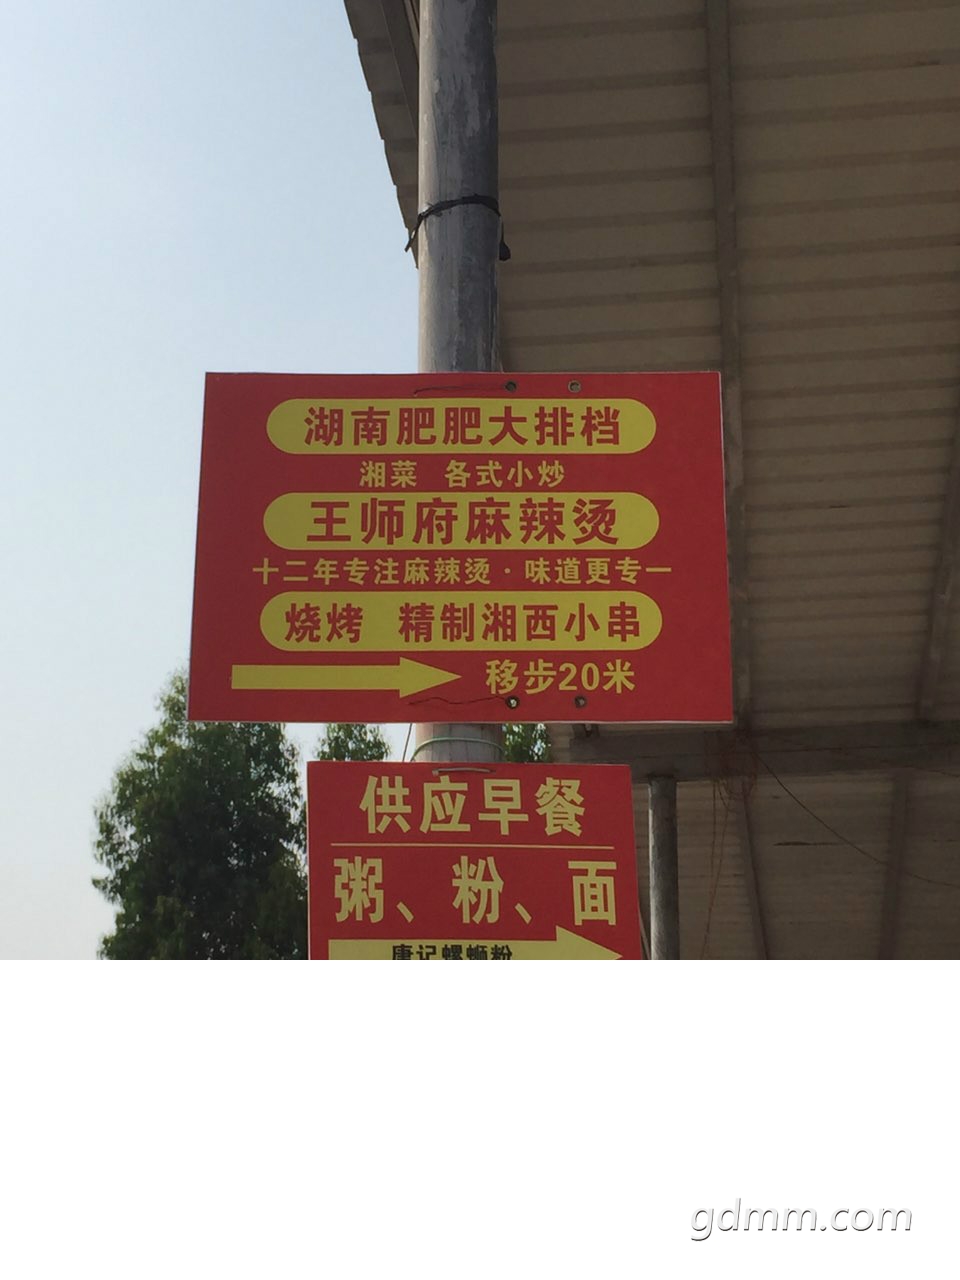 湖南肥肥大排档
湘菜 各式小炒
王师府麻辣烫
十二年专注麻辣烫·味道更专一
烧烤 精制湘西小串
移步20米
供应早餐
粥、粉、面
唐记螺蛳粉
gdmm.com